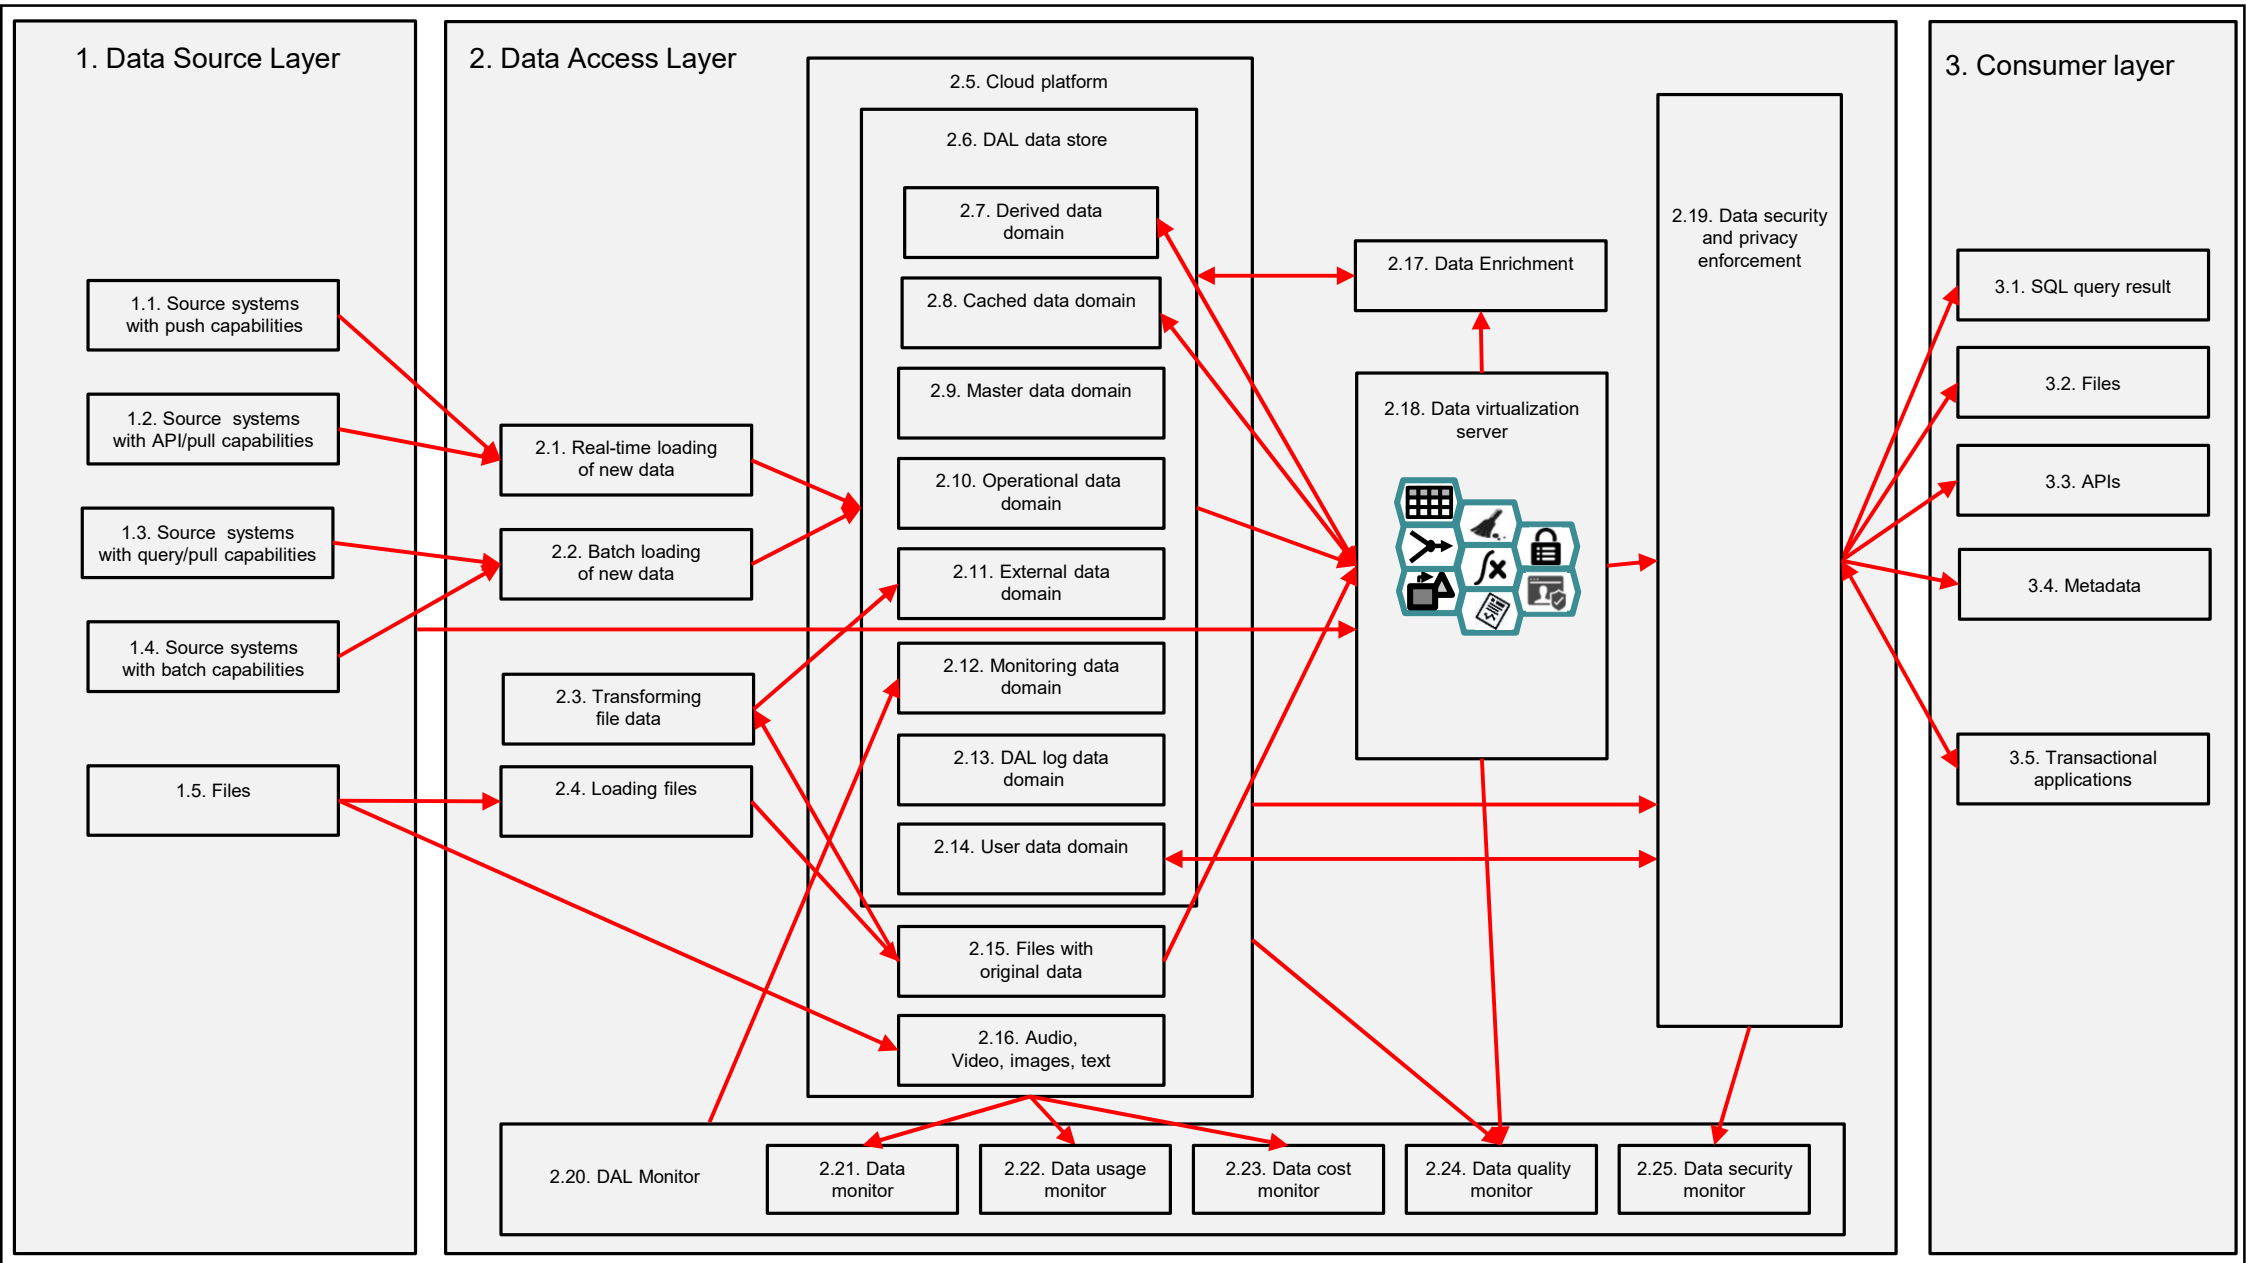 1. Data Source Layer
1.1. Source systems
with push capabilities
1.2. Source systems
with API/pull capabilities
1.3. Source systems
with query/pull capabilities
1.4. Source systems
with batch capabilities
1.5. Files
2. Data Access Layer
2.1. Real-time loading
of new data
2.2. Batch loading
of new data
2.3. Transforming
file data
2.4. Loading files
2.5. Cloud platform
2.6. DAL data store
2.7. Derived data
domain
2.8. Cached data domain
2.9. Master data domain
2.10. Operational data
domain
2.11. External data
domain
2.12. Monitoring data
domain
2.13. DAL log data
domain
2.14. User data domain
2.15. Files with
original data
2.16. Audio,
Video, images, text
2.17. Data Enrichment
2.18. Data virtualization
server
2.19. Data security
and privacy
enforcement
2.20. DAL Monitor
2.21. Data
monitor
2.22. Data usage
monitor
2.23. Data cost
monitor
2.24. Data quality
monitor
2.25. Data security
monitor
3. Consumer layer
3.1. SQL query result
3.2. Files
3.3. APIs
3.4. Metadata
3.5. Transactional
applications